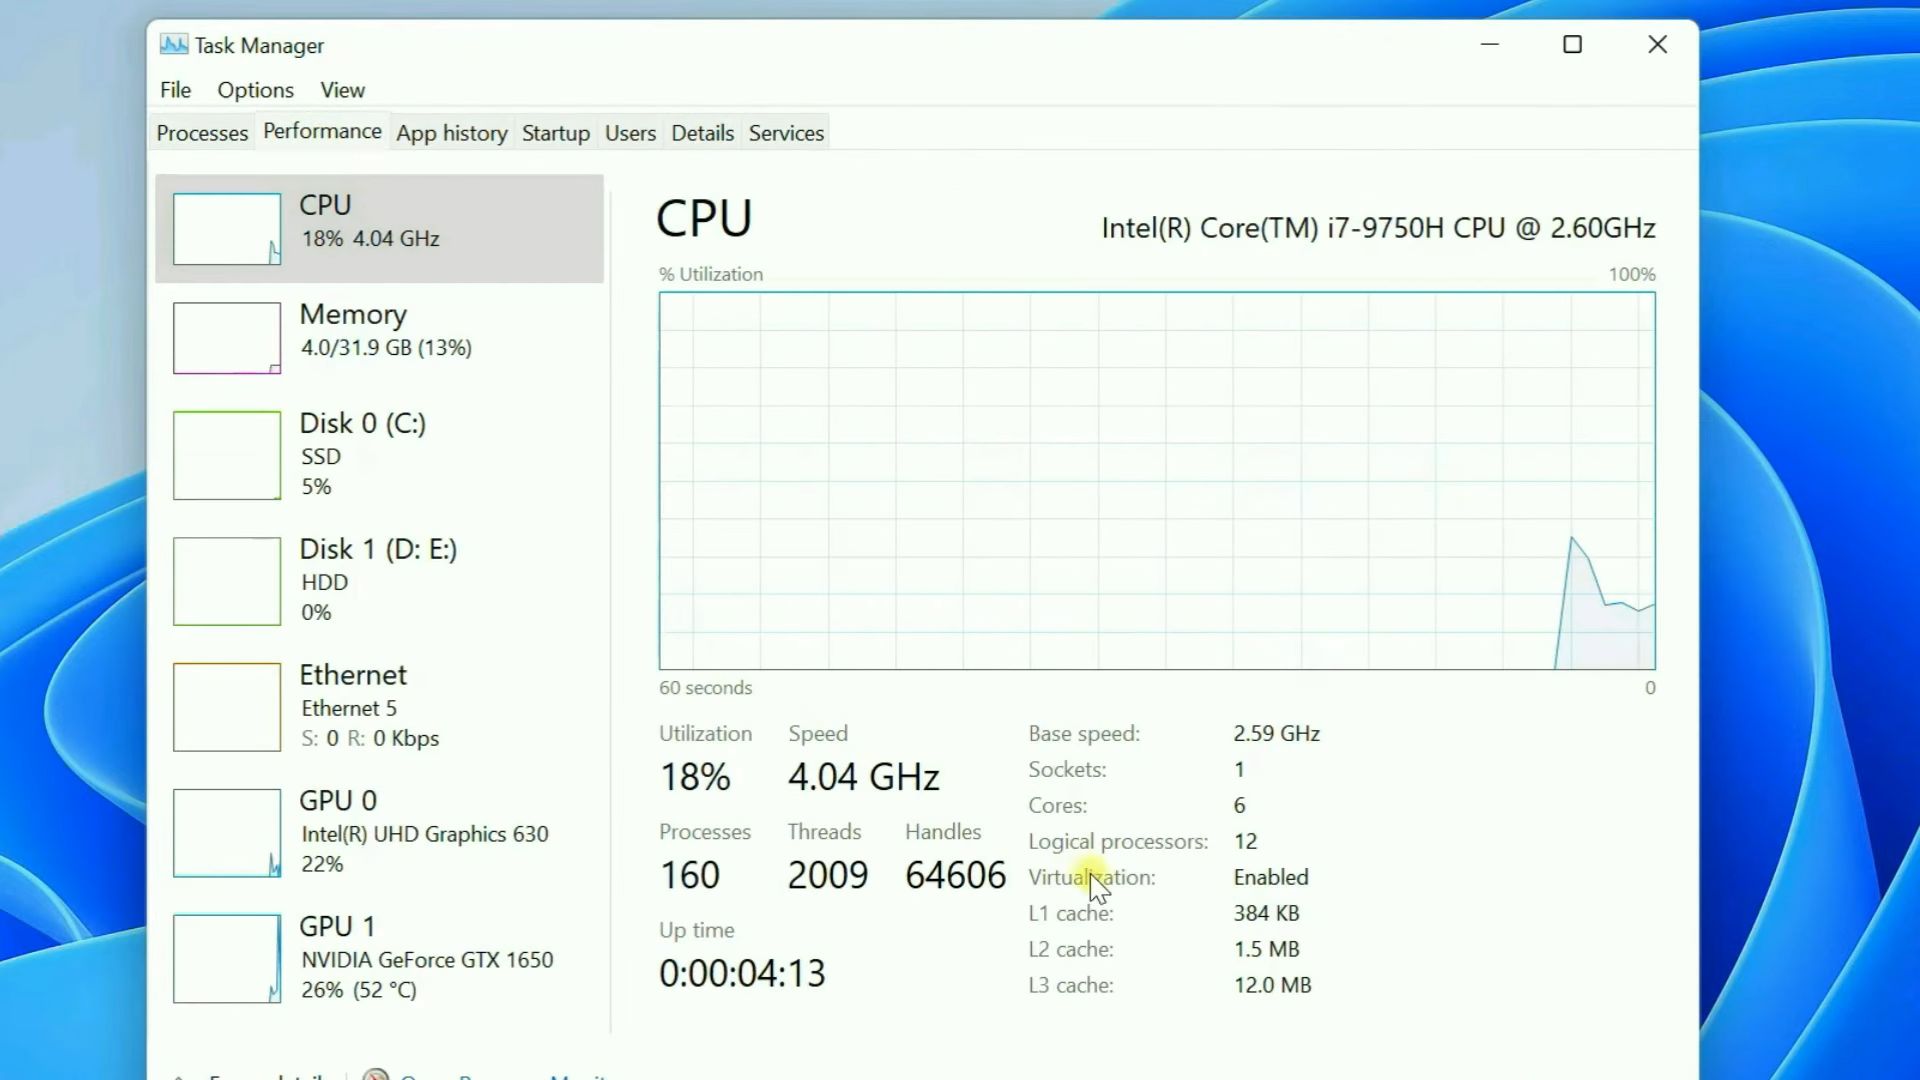 Task Manager
File Options View
Processes Performance App history Startup Users Details Services
CPU
18% 4.04 GHz
Memory
4.0/31.9 GB (13%)
Disk 0 (C:)
SSD
5%
Disk 1 (D: E:)
HDD
0%
Ethernet
Ethernet 5
S: 0 R: 0 Kbps
GPU 0
Intel(R) UHD Graphics 630
22%
GPU 1
NVIDIA GeForce GTX 1650
26% (52 °C)
CPU
Intel(R) Core(TM) i7-9750H CPU @ 2.60GHz
% Utilization 100%
60 seconds 0
Utilization Speed
18% 4.04 GHz
Processes Threads Handles
160 2009 64606
Up time
0:00:04:13
Base speed: 2.59 GHz
Sockets: 1
Cores: 6
Logical processors: 12
Virtualization: Enabled
L1 cache: 384 KB
L2 cache: 1.5 MB
L3 cache: 12.0 MB